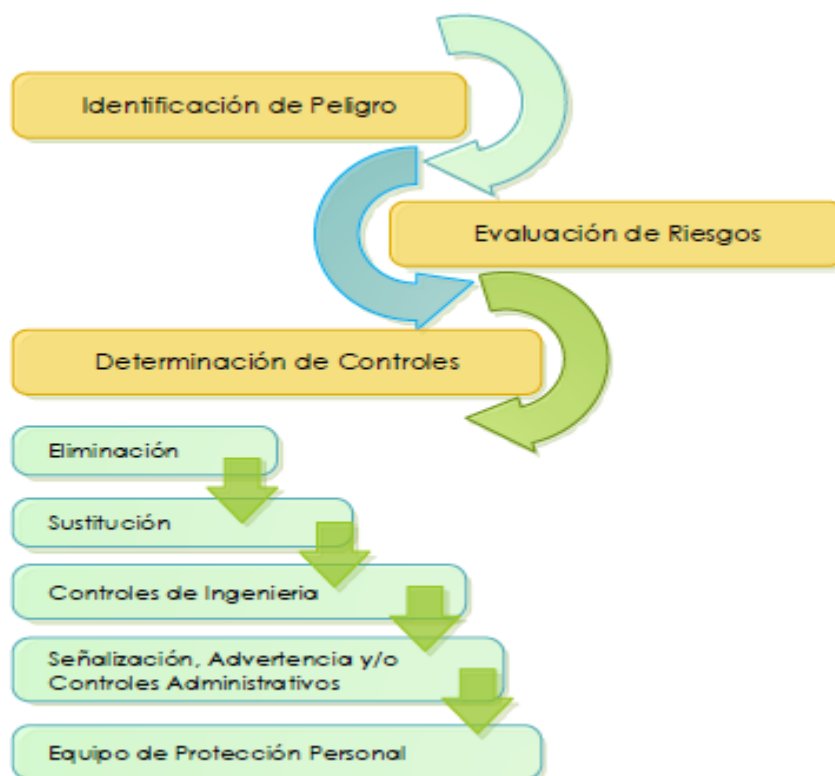 Identificación de Peligro
Evaluación de Riesgos
Determinación de Controles
Eliminación
Sustitución
Controles de Ingenieria
Señalización, Advertencia y/o
Controles Administrativos
Equipo de Protección Personal